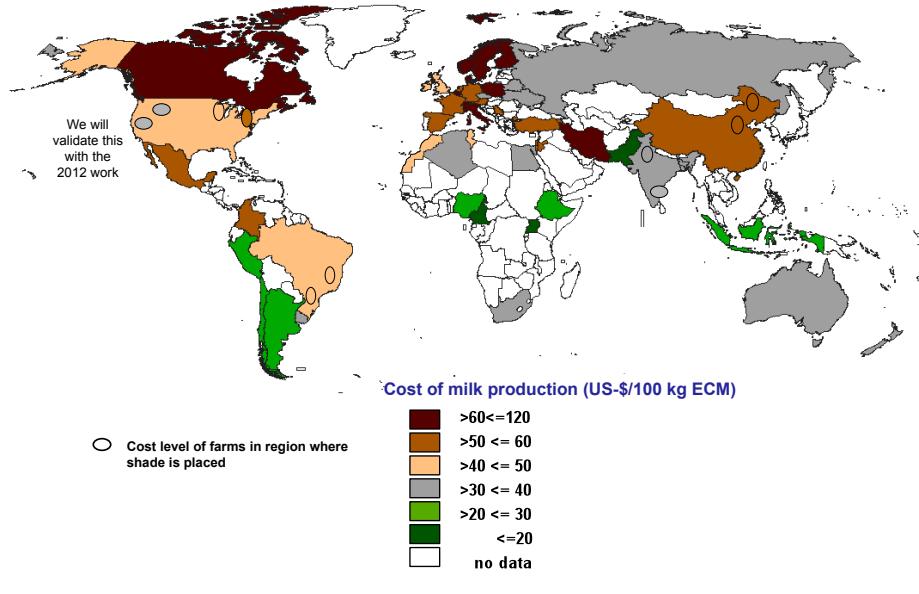 We will
validate this
with the
2012 work
Cost of milk production (US-$/100 kg ECM)
>60<=120
>50 <= 60
>40 <= 50
>30 <= 40
>20 <= 30
<=20
no data
Cost level of farms in region where
shade is placed